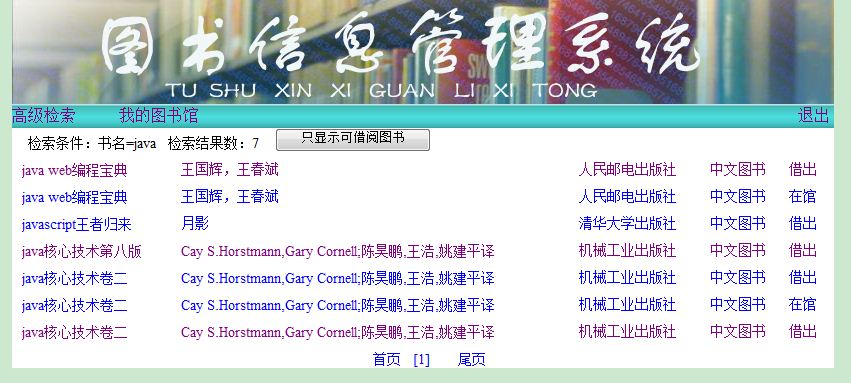 图书信息管理系统
TU SHU XIN XI GUAN LI XI TONG
高级检索 我的图书馆 退出
检索条件：书名=java 检索结果数：7 只显示可借阅图书
java web编程宝典 王国辉，王春斌 人民邮电出版社 中文图书 借出
java web编程宝典 王国辉，王春斌 人民邮电出版社 中文图书 在馆
javascript王者归来 月影 清华大学出版社 中文图书 借出
java核心技术第八版 Cay S.Horstmann,Gary Cornell;陈昊鹏,王浩,姚建平译 机械工业出版社 中文图书 借出
java核心技术卷二 Cay S.Horstmann,Gary Cornell;陈昊鹏,王浩,姚建平译 机械工业出版社 中文图书 借出
java核心技术卷二 Cay S.Horstmann,Gary Cornell;陈昊鹏,王浩,姚建平译 机械工业出版社 中文图书 在馆
java核心技术卷二 Cay S.Horstmann,Gary Cornell;陈昊鹏,王浩,姚建平译 机械工业出版社 中文图书 借出
首页 [1] 尾页